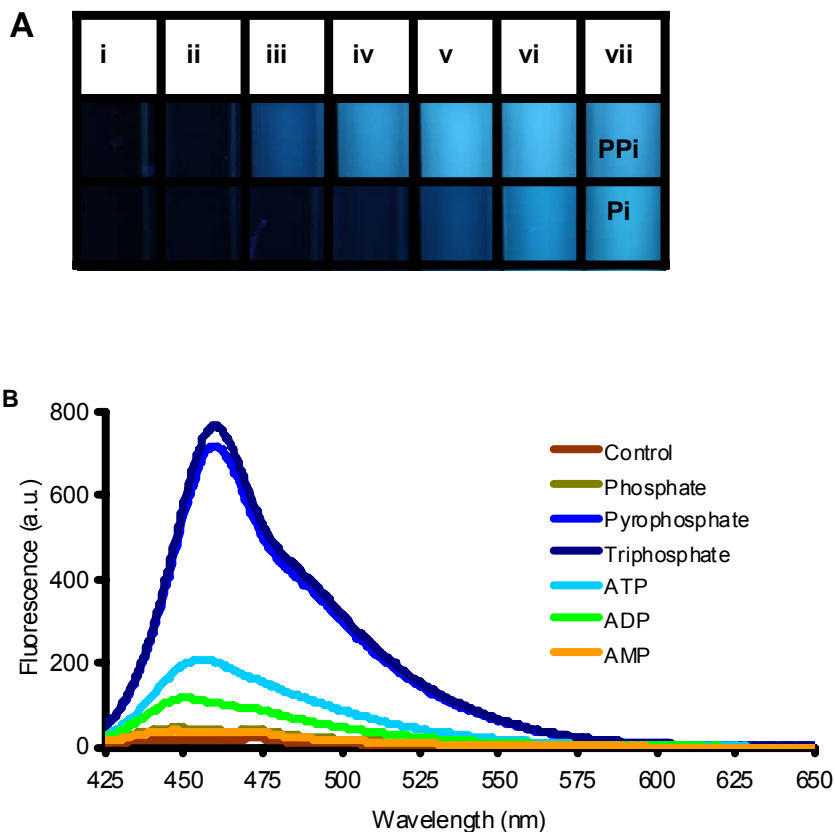 A
i ii iii iv v vi vii
PPi
Pi
B
800
600
400
200
0
Fluorescence (a.u.)
Control
Phosphate
Pyrophosphate
Triphosphate
ATP
ADP
AMP
425 450 475 500 525 550 575 600 625 650
Wavelength (nm)